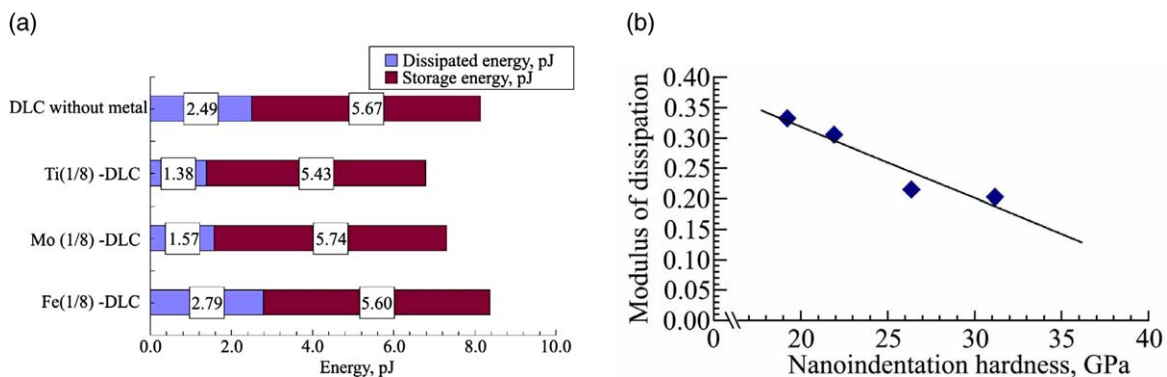 (a)
Dissipated energy, pJ
Storage energy, pJ
DLC without metal
2.49
5.67
Ti(1/8) -DLC
1.38
5.43
Mo (1/8) -DLC
1.57
5.74
Fe(1/8) -DLC
2.79
5.60
0.0 2.0 4.0 6.0 8.0 10.0
Energy, pJ
(b)
Modulus of dissipation
0.40
0.35
0.30
0.25
0.20
0.15
0.10
0.05
0.00
20 25 30 35 40
Nanoindentation hardness, GPa